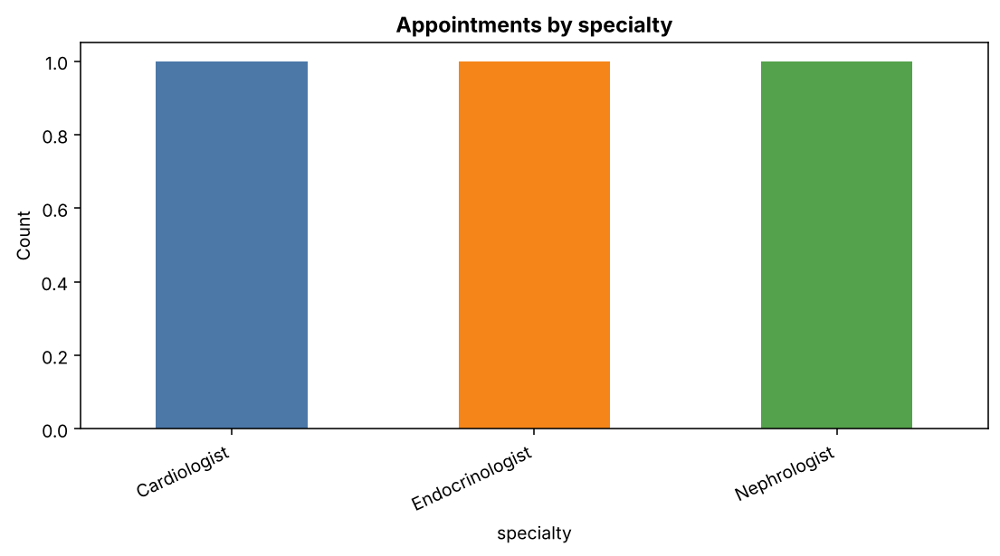 Appointments by specialty
Count
1.0
0.8
0.6
0.4
0.2
0.0
Cardiologist
Endocrinologist
Nephrologist
specialty